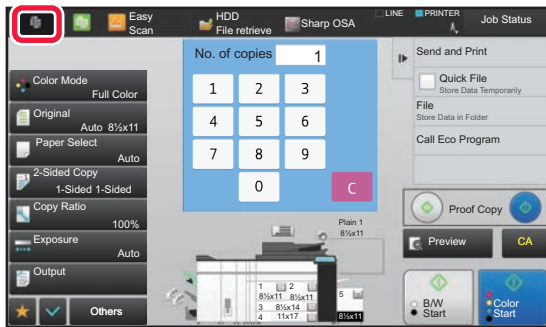 Easy
Scan
HDD
File retrieve
Sharp OSA
LINE
PRINTER
Job Status
No. of copies
1
1
2
3
4
5
6
7
8
9
0
C
Color Mode
Full Color
Original
Auto 8½x11
Paper Select
Auto
2-Sided Copy
1-Sided 1-Sided
Copy Ratio
100%
Exposure
Auto
Output
Others
Plain 1
8½x11
1
2
8½x11
8½x11
3
8½x14
4
11x17
5
8½x11
Send and Print
Quick File
Store Data Temporarily
File
Store Data in Folder
Call Eco Program
Proof Copy
Preview
CA
B/W
Start
Color
Start